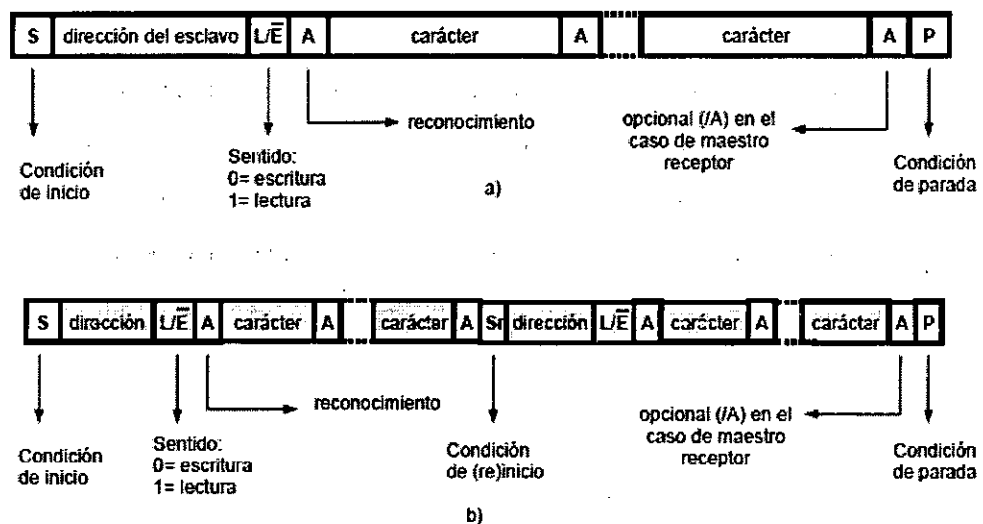 S dirección del esclavo L/E̅ A carácter A carácter A P
reconocimiento
opcional (/A) en el
caso de maestro
receptor
Condición
de inicio
Sentido:
0= escritura
1= lectura
Condición
de parada
a)
S dirección L/E̅ A carácter A carácter A Sr dirección L/E̅ A carácter A carácter A P
reconocimiento
opcional (/A) en el
caso de maestro
receptor
Condición
de inicio
Sentido:
0= escritura
1= lectura
Condición
de (re)inicio
Condición
de parada
b)